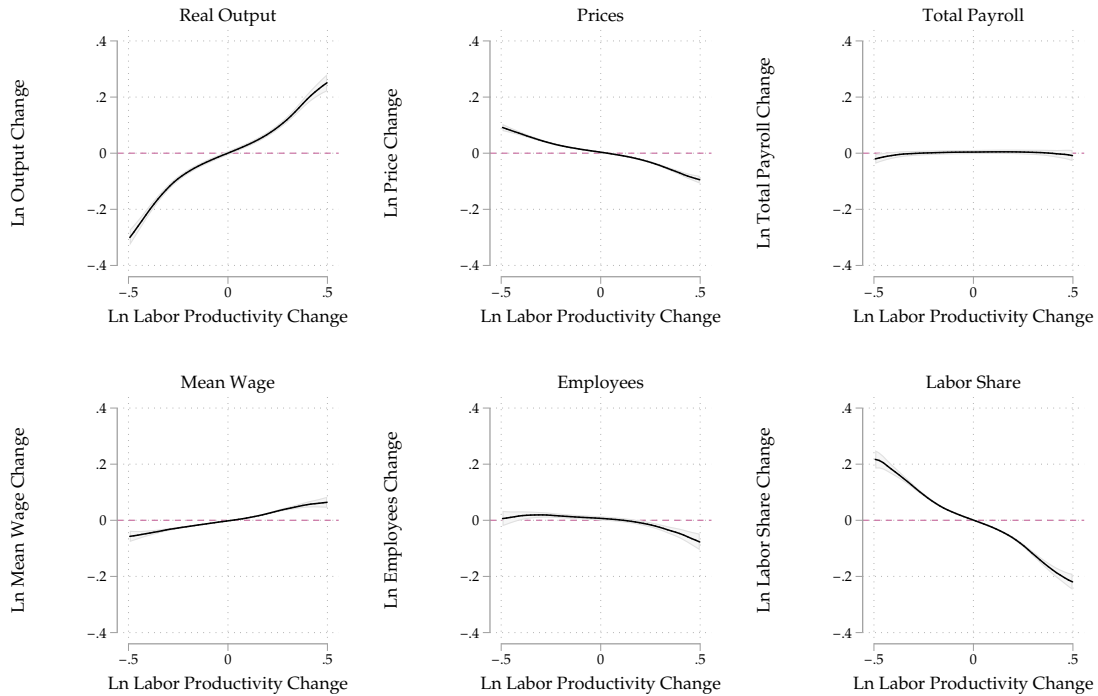 Real Output
Ln Output Change
.4
.2
0
−.2
−.4
−.5 0 .5
Ln Labor Productivity Change
Prices
Ln Price Change
.4
.2
0
−.2
−.4
−.5 0 .5
Ln Labor Productivity Change
Total Payroll
Ln Total Payroll Change
.4
.2
0
−.2
−.4
−.5 0 .5
Ln Labor Productivity Change
Mean Wage
Ln Mean Wage Change
.4
.2
0
−.2
−.4
−.5 0 .5
Ln Labor Productivity Change
Employees
Ln Employees Change
.4
.2
0
−.2
−.4
−.5 0 .5
Ln Labor Productivity Change
Labor Share
Ln Labor Share Change
.4
.2
0
−.2
−.4
−.5 0 .5
Ln Labor Productivity Change